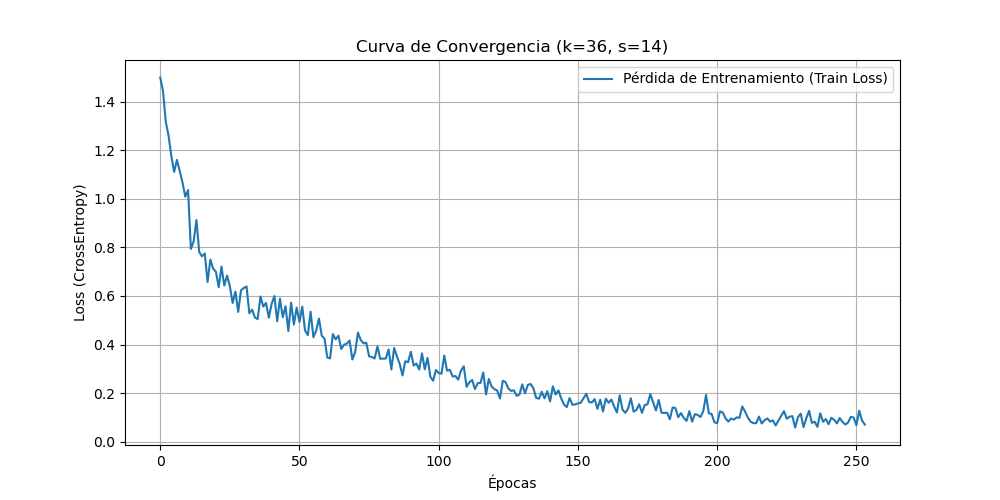 Curva de Convergencia (k=36, s=14)
Pérdida de Entrenamiento (Train Loss)
Loss (CrossEntropy)
1.4
1.2
1.0
0.8
0.6
0.4
0.2
0.0
0 50 100 150 200 250
Épocas